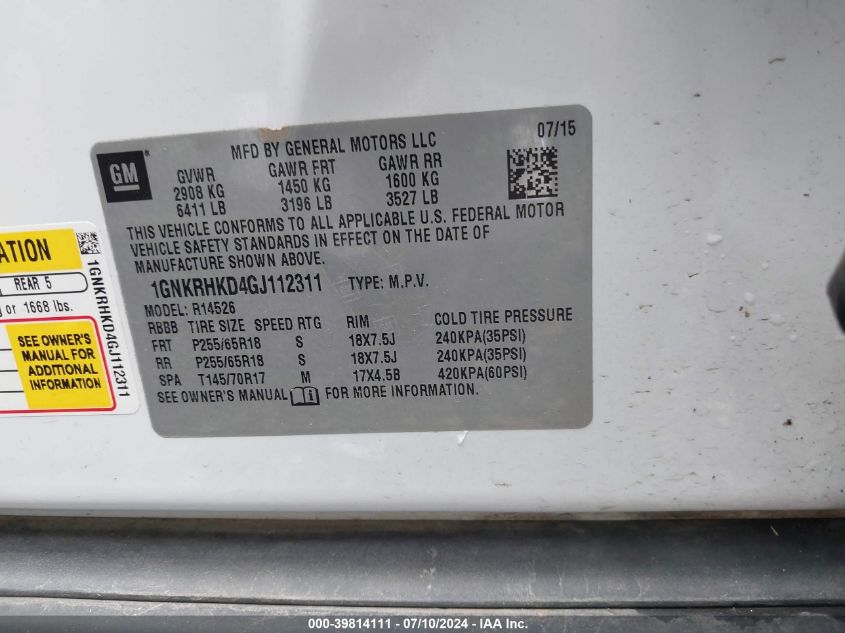 MFD BY GENERAL MOTORS LLC 07/15
GM
GVWR GAWR FRT GAWR RR
2908 KG 1450 KG 1600 KG
6411 LB 3196 LB 3527 LB
THIS VEHICLE CONFORMS TO ALL APPLICABLE U.S. FEDERAL MOTOR
VEHICLE SAFETY STANDARDS IN EFFECT ON THE DATE OF
MANUFACTURE SHOWN ABOVE.
1GNKRHKD4GJ112311 TYPE: M.P.V.
MODEL: R14526
RBBB TIRE SIZE SPEED RTG RIM COLD TIRE PRESSURE
FRT P255/65R18 S 18X7.5J 240KPA(35PSI)
RR P255/65R18 S 18X7.5J 240KPA(35PSI)
SPA T145/70R17 M 17X4.5B 420KPA(60PSI)
SEE OWNER'S MANUAL FOR MORE INFORMATION.
ATION
REAR 5
or 1668 lbs.
SEE OWNER'S
MANUAL FOR
ADDITIONAL
INFORMATION
1GNKRHKD4GJ112311
000-39814111 - 07/10/2024 - IAA Inc.